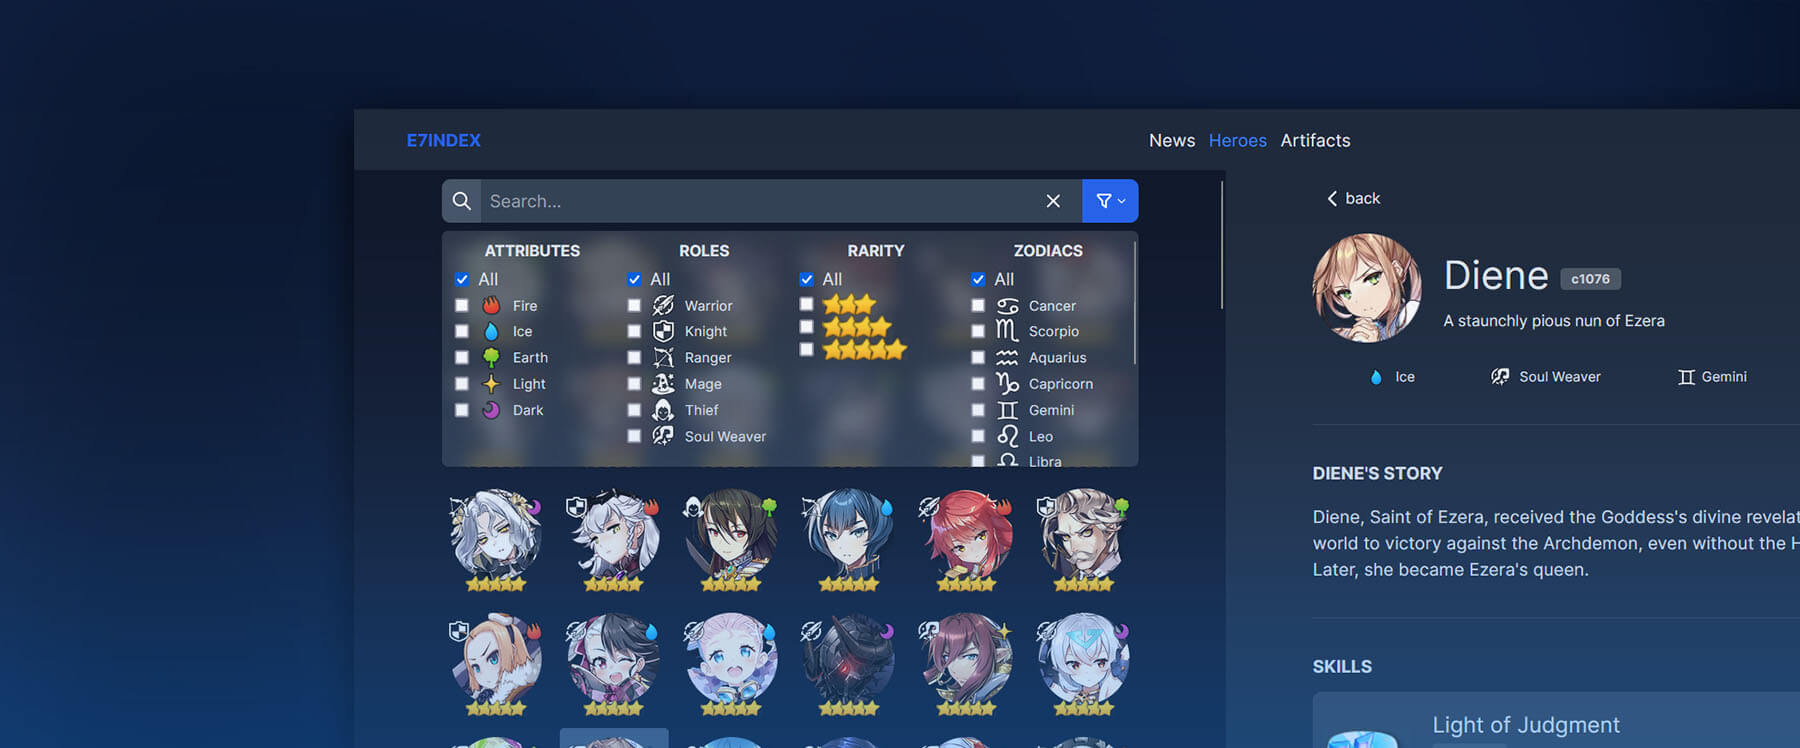 E7INDEX
News Heroes Artifacts
Search...
ATTRIBUTES
All
Fire
Ice
Earth
Light
Dark
ROLES
All
Warrior
Knight
Ranger
Mage
Thief
Soul Weaver
RARITY
All
ZODIACS
All
Cancer
Scorpio
Aquarius
Capricorn
Gemini
Leo
Libra
back
Diene c1076
A staunchly pious nun of Ezera
Ice Soul Weaver Gemini
DIENE'S STORY
Diene, Saint of Ezera, received the Goddess's divine revelat
world to victory against the Archdemon, even without the H
Later, she became Ezera's queen.
SKILLS
Light of Judgment